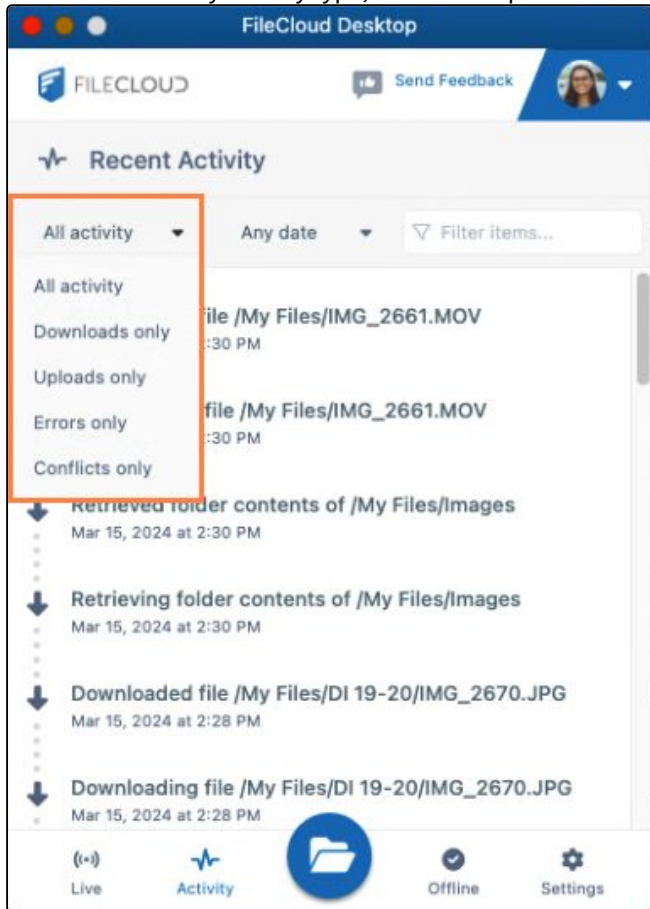 FileCloud Desktop
FILECLOUD
Send Feedback
Recent Activity
All activity
Any date
Filter items...
All activity
Downloads only
Uploads only
Errors only
Conflicts only
file /My Files/IMG_2661.MOV
:30 PM
file /My Files/IMG_2661.MOV
:30 PM
Retrieved folder contents of /My Files/Images
Mar 15, 2024 at 2:30 PM
Retrieving folder contents of /My Files/Images
Mar 15, 2024 at 2:30 PM
Downloaded file /My Files/DI 19-20/IMG_2670.JPG
Mar 15, 2024 at 2:28 PM
Downloading file /My Files/DI 19-20/IMG_2670.JPG
Mar 15, 2024 at 2:28 PM
Live
Activity
Offline
Settings